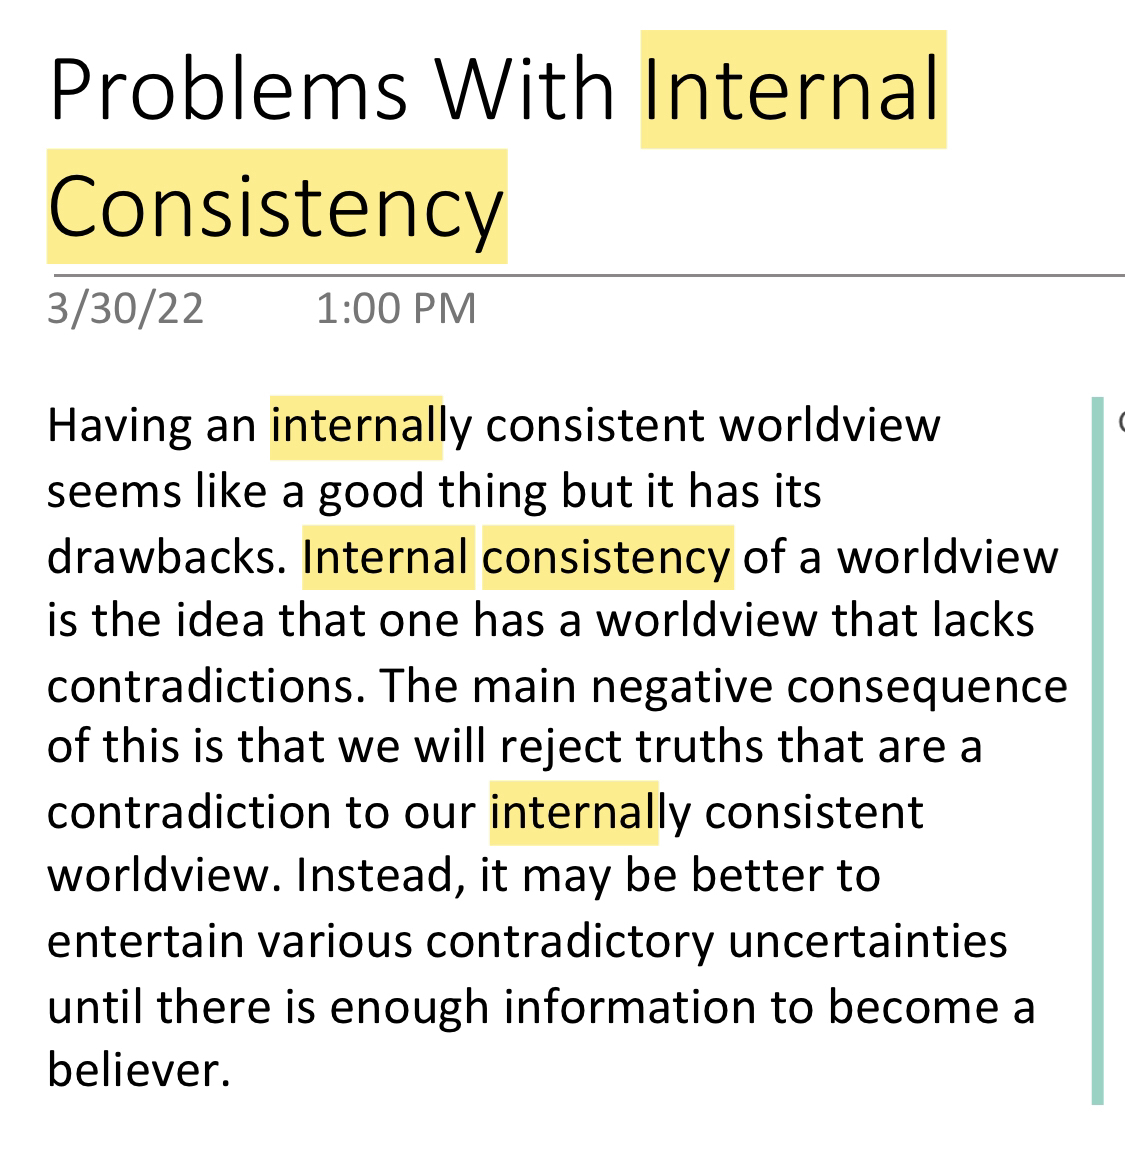 Problems With Internal
Consistency
3/30/22 1:00 PM
Having an internally consistent worldview
seems like a good thing but it has its
drawbacks. Internal consistency of a worldview
is the idea that one has a worldview that lacks
contradictions. The main negative consequence
of this is that we will reject truths that are a
contradiction to our internally consistent
worldview. Instead, it may be better to
entertain various contradictory uncertainties
until there is enough information to become a
believer.